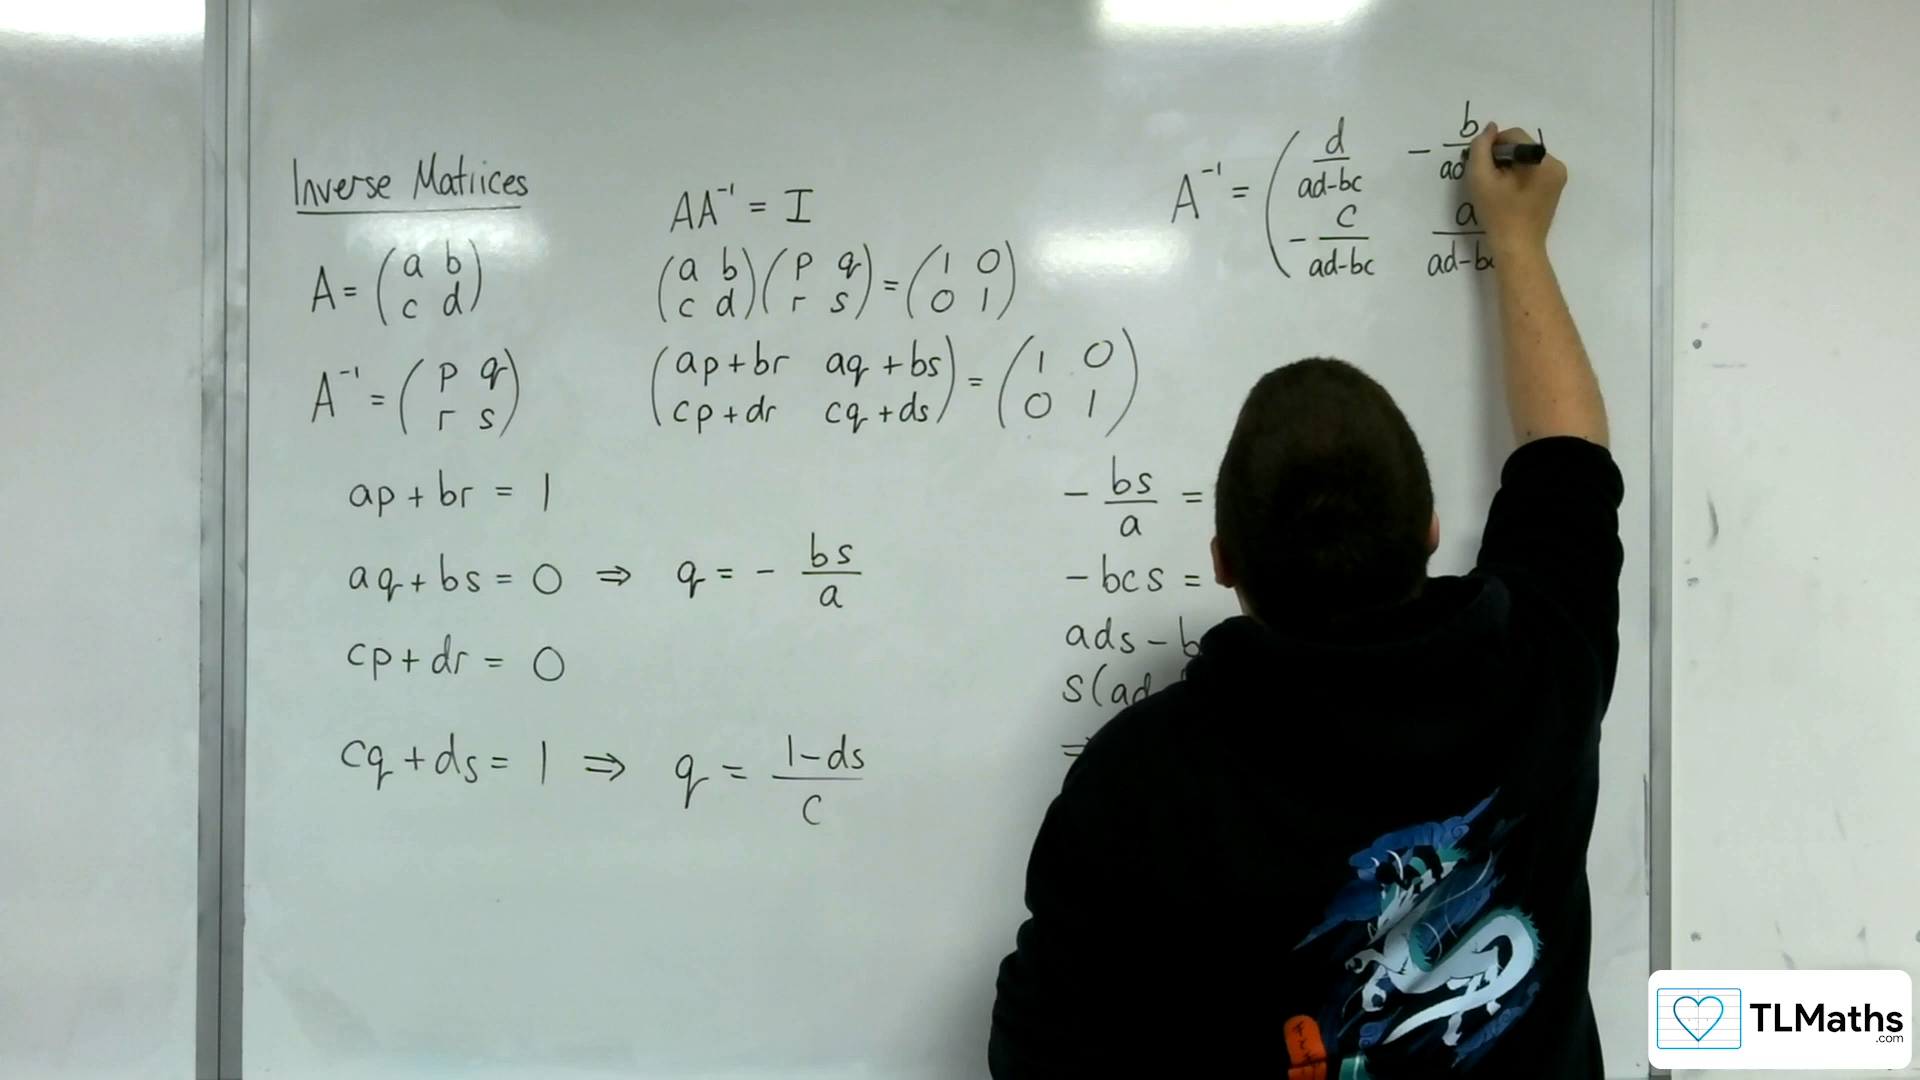 Inverse Matrices
A = (a b
c d)
A⁻¹ = (p q
r s)
AA⁻¹ = I
(a b
c d)(p q
r s) = (1 0
0 1)
(ap+br aq+bs
cp+dr cq+ds) = (1 0
0 1)
A⁻¹ = (d/ad-bc - b/ad
- c/ad-bc a/ad-bc
ap + br = 1
aq + bs = 0 ⇒ q = - bs/a
cp + dr = 0
cq + ds = 1 ⇒ q = 1-ds/c
- bs/a =
-bcs =
ads - b
s(ad
TLMaths
.com